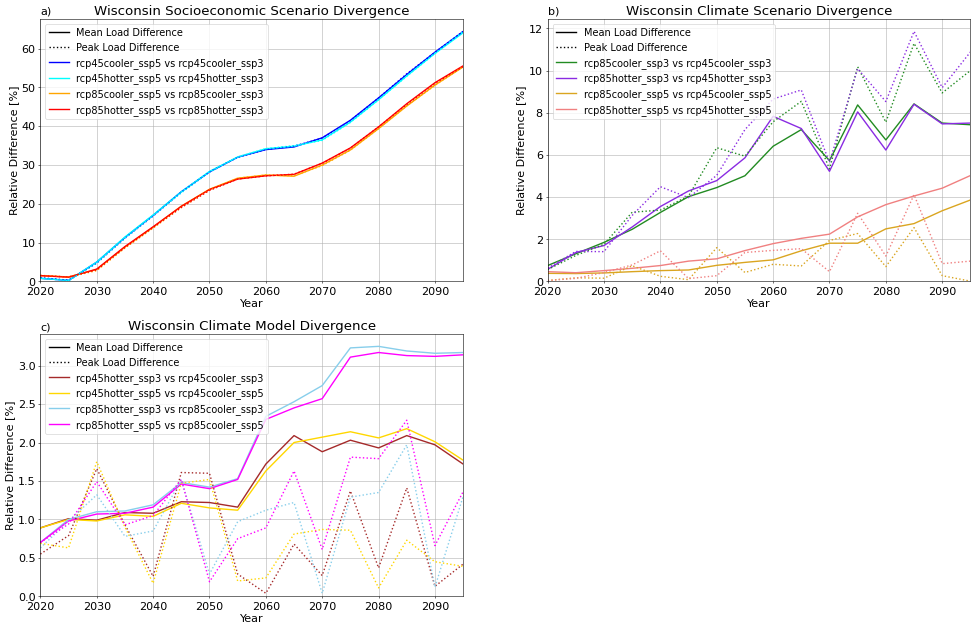 a)
Wisconsin Socioeconomic Scenario Divergence
Mean Load Difference
Peak Load Difference
rcp45cooler_ssp5 vs rcp45cooler_ssp3
rcp45hotter_ssp5 vs rcp45hotter_ssp3
rcp85cooler_ssp5 vs rcp85cooler_ssp3
rcp85hotter_ssp5 vs rcp85hotter_ssp3
Relative Difference [%]
60
50
40
30
20
10
0
2020 2030 2040 2050 2060 2070 2080 2090
Year
b)
Wisconsin Climate Scenario Divergence
Mean Load Difference
Peak Load Difference
rcp85cooler_ssp3 vs rcp45cooler_ssp3
rcp85hotter_ssp3 vs rcp45hotter_ssp3
rcp85cooler_ssp5 vs rcp45cooler_ssp5
rcp85hotter_ssp5 vs rcp45hotter_ssp5
Relative Difference [%]
12
10
8
6
4
2
0
2020 2030 2040 2050 2060 2070 2080 2090
Year
c)
Wisconsin Climate Model Divergence
Mean Load Difference
Peak Load Difference
rcp45hotter_ssp3 vs rcp45cooler_ssp3
rcp45hotter_ssp5 vs rcp45cooler_ssp5
rcp85hotter_ssp3 vs rcp85cooler_ssp3
rcp85hotter_ssp5 vs rcp85cooler_ssp5
Relative Difference [%]
3.0
2.5
2.0
1.5
1.0
0.5
0.0
2020 2030 2040 2050 2060 2070 2080 2090
Year